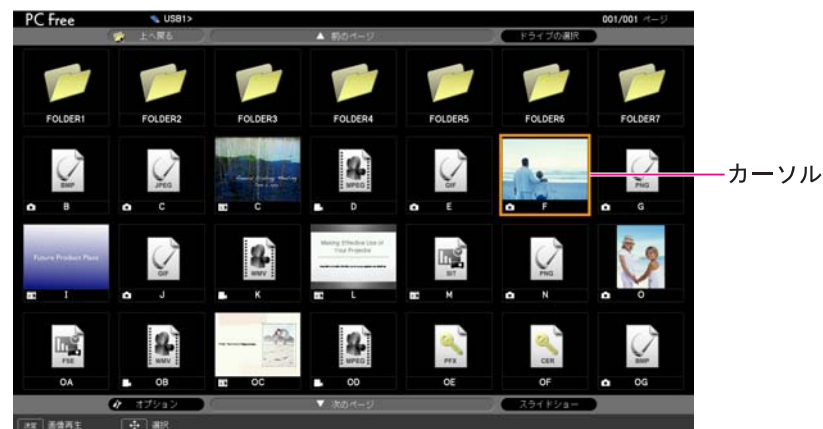 PC Free USB1> 001/001 ページ
上へ戻る ▲ 前のページ ドライブの選択
FOLDER1 FOLDER2 FOLDER3 FOLDER4 FOLDER5 FOLDER6 FOLDER7
BMP JPEG MPEG GIF PNG
カーソル
B C C D E F G
Future Product Plans GIF WMV Making Effective Use of Your Projector SIT PNG
I J K L M N O
FSE WMV MPEG PFX CER BMP
OA OB OC OD OE OF OG
オプション ▼ 次のページ スライドショー
決定 画像再生 選択